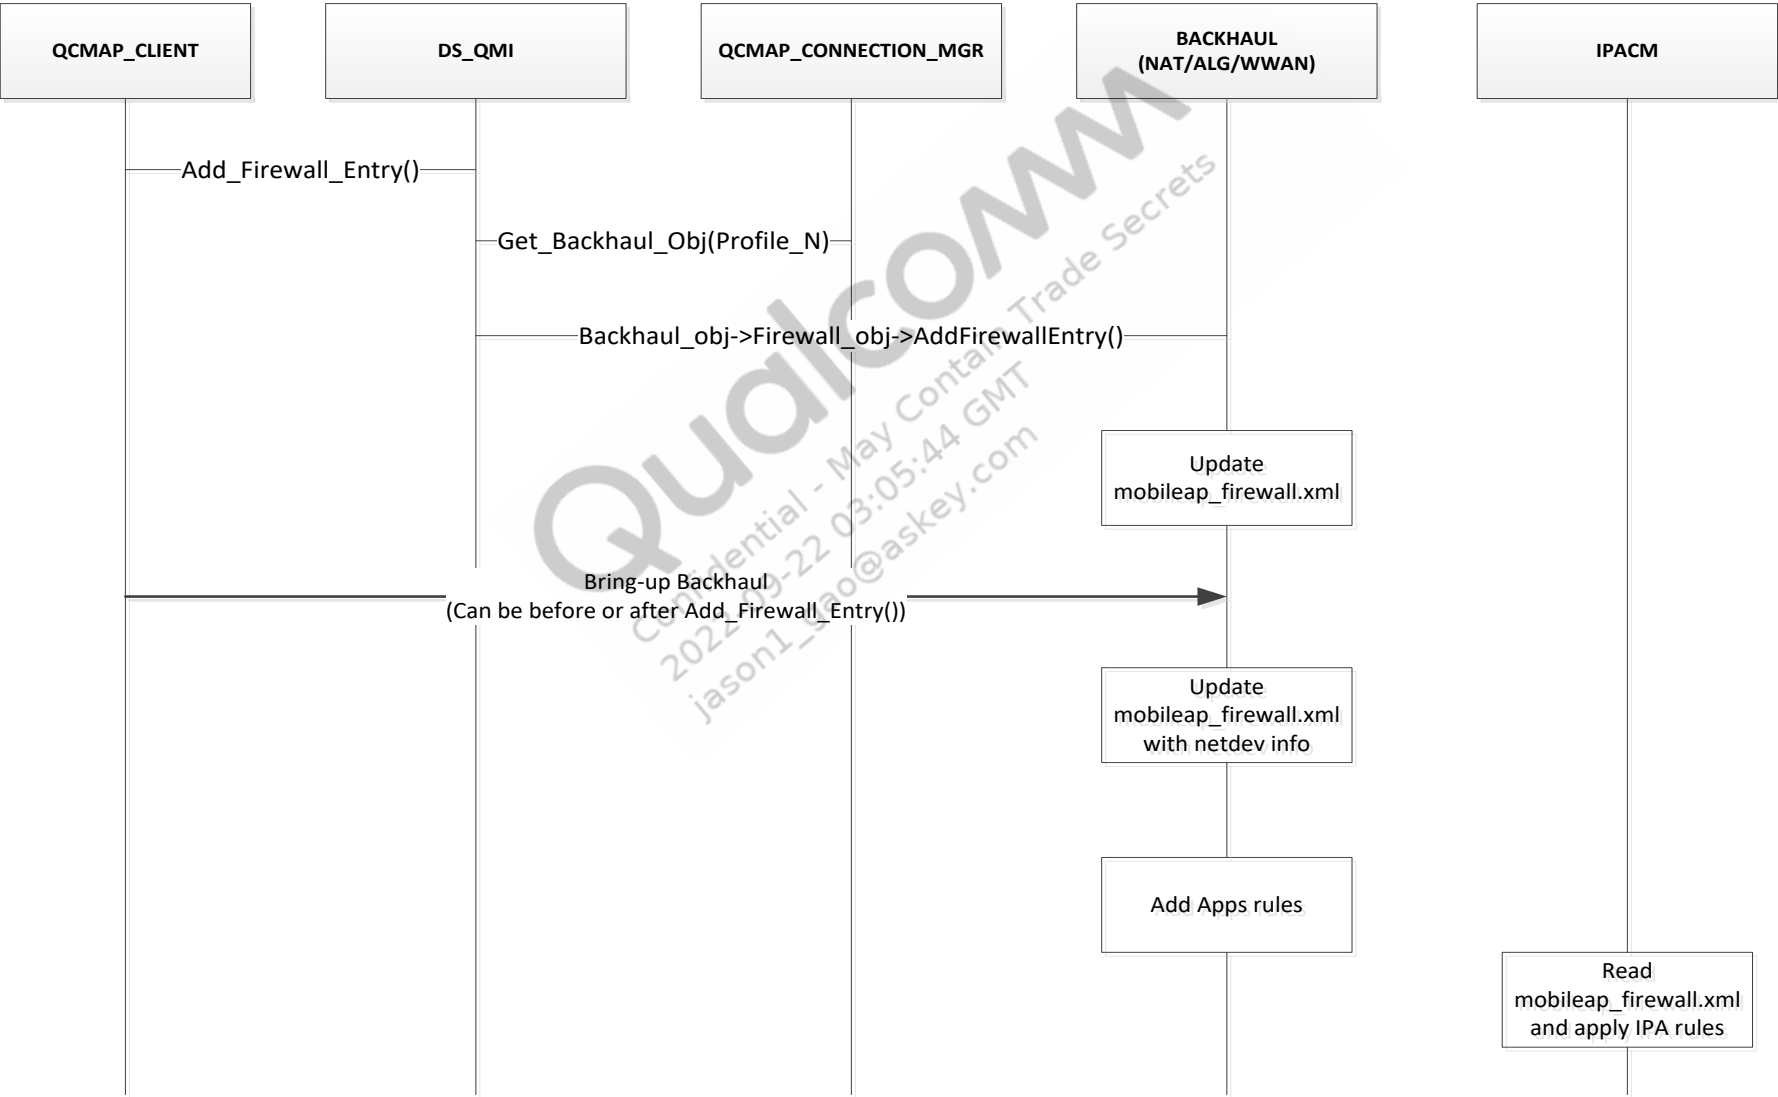 QCMAP_CLIENT
DS_QMI
QCMAP_CONNECTION_MGR
BACKHAUL
(NAT/ALG/WWAN)
IPACM
Add_Firewall_Entry()
Get_Backhaul_Obj(Profile_N)
Backhaul_obj->Firewall_obj->AddFirewallEntry()
Update
mobileap_firewall.xml
Bring-up Backhaul
(Can be before or after Add_Firewall_Entry())
Update
mobileap_firewall.xml
with netdev info
Add Apps rules
Read
mobileap_firewall.xml
and apply IPA rules
Qualcomm
Confidential - May Contain Trade Secrets
2022-09-22 03:05:44 GMT
jason1_gao@askey.com